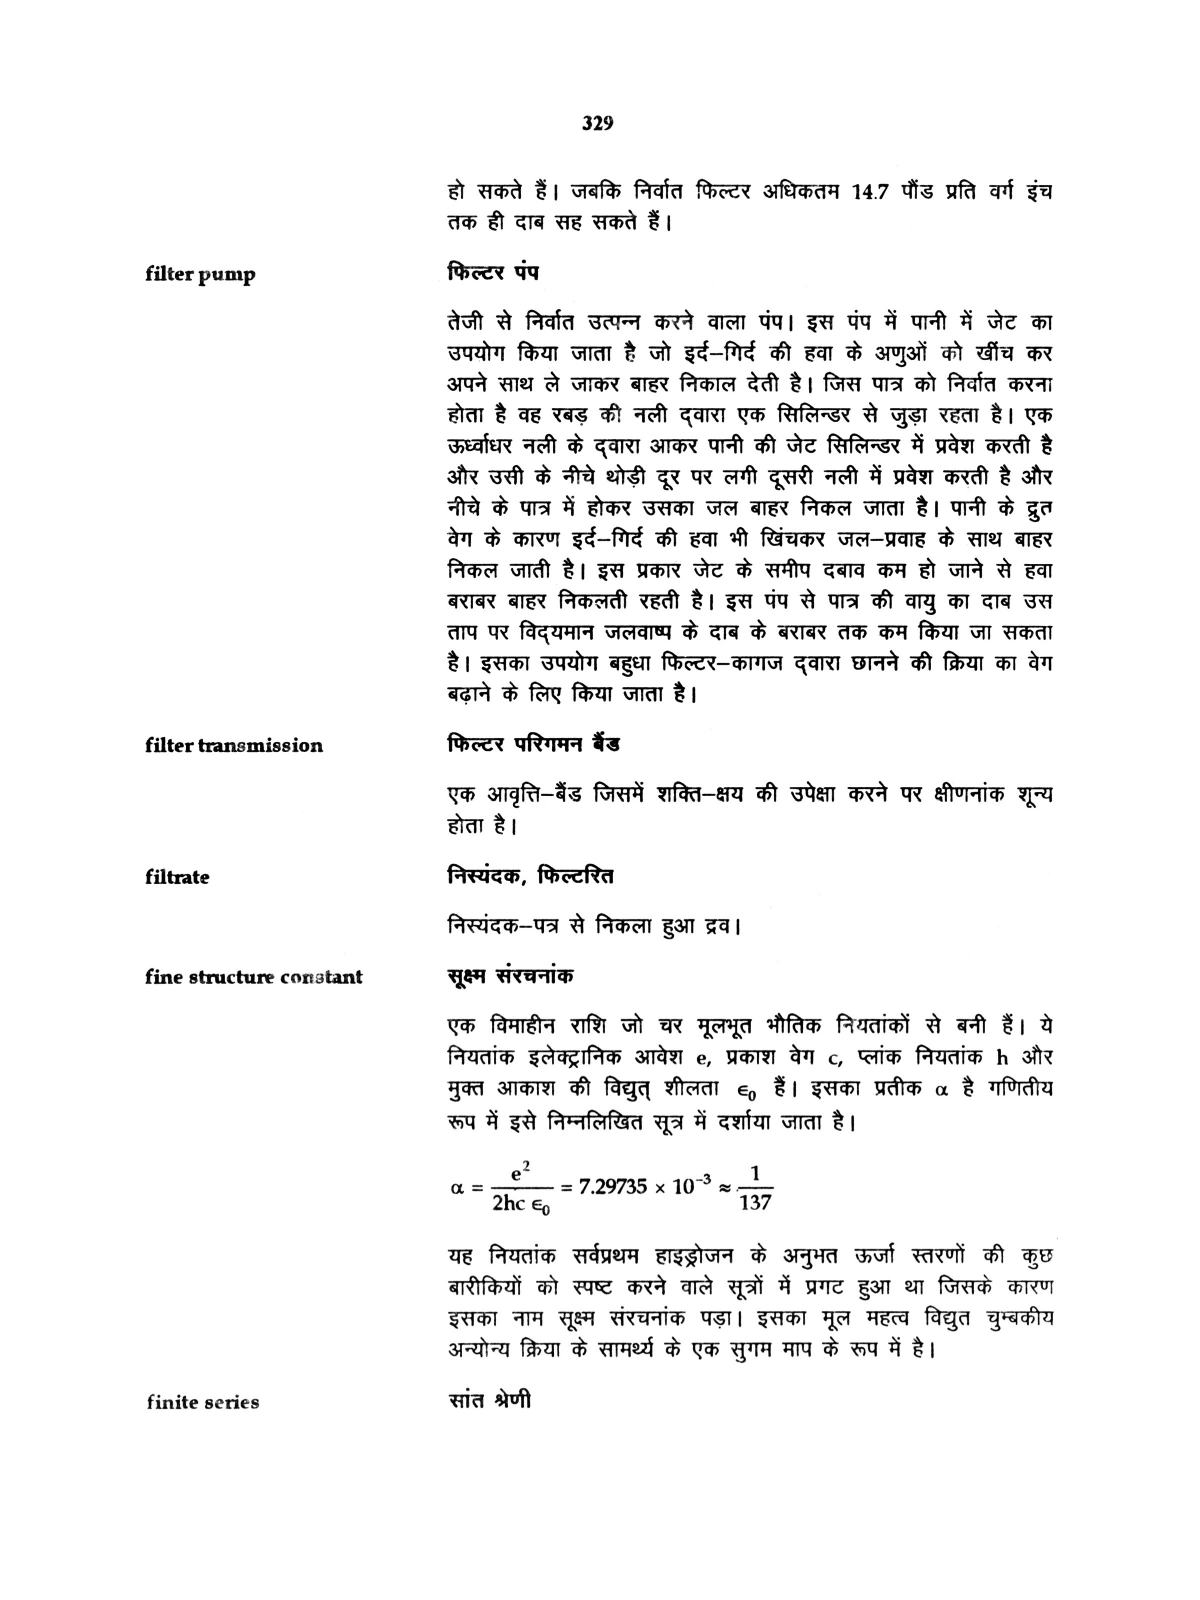 329
हो सकते हैं। जबकि निर्वात फिल्टर अधिकतम 14.7 पौंड प्रति वर्ग इंच
तक ही दाब सह सकते हैं।
filter pump फिल्टर पंप
तेजी से निर्वात उत्पन्न करने वाला पंप। इस पंप में पानी में जेट का
उपयोग किया जाता है जो इर्द–गिर्द की हवा के अणुओं को खींच कर
अपने साथ ले जाकर बाहर निकाल देती है। जिस पात्र को निर्वात करना
होता है वह रबड़ की नली द्वारा एक सिलिन्डर से जुड़ा रहता है। एक
ऊर्ध्वाधर नली के द्वारा आकर पानी की जेट सिलिन्डर में प्रवेश करती है
और उसी के नीचे थोड़ी दूर पर लगी दूसरी नली में प्रवेश करती है और
नीचे के पात्र में होकर उसका जल बाहर निकल जाता है। पानी के द्रुत
वेग के कारण इर्द–गिर्द की हवा भी खिंचकर जल–प्रवाह के साथ बाहर
निकल जाती है। इस प्रकार जेट के समीप दबाव कम हो जाने से हवा
बराबर बाहर निकलती रहती है। इस पंप से पात्र की वायु का दाब उस
ताप पर विद्यमान जलवाष्प के दाब के बराबर तक कम किया जा सकता
है। इसका उपयोग बहुधा फिल्टर–कागज द्वारा छानने की क्रिया का वेग
बढ़ाने के लिए किया जाता है।
filter transmission फिल्टर परिगमन बैंड
एक आवृत्ति–बैंड जिसमें शक्ति–क्षय की उपेक्षा करने पर क्षीणनांक शून्य
होता है।
filtrate निस्यंदक, फिल्टरित
निस्यंदक–पत्र से निकला हुआ द्रव।
fine structure constant सूक्ष्म संरचनांक
एक विमाहीन राशि जो चर मूलभूत भौतिक नियतांकों से बनी हैं। ये
नियतांक इलेक्ट्रानिक आवेश e, प्रकाश वेग c, प्लांक नियतांक h और
मुक्त आकाश की विद्युत् शीलता ∈₀ हैं। इसका प्रतीक α है गणितीय
रूप में इसे निम्नलिखित सूत्र में दर्शाया जाता है।
α = e²/2hc ∈₀ = 7.29735 × 10⁻³ ≈ 1/137
यह नियतांक सर्वप्रथम हाइड्रोजन के अनुभत ऊर्जा स्तरणों की कुछ
बारीकियों को स्पष्ट करने वाले सूत्रों में प्रगट हुआ था जिसके कारण
इसका नाम सूक्ष्म संरचनांक पड़ा। इसका मूल महत्व विद्युत चुम्बकीय
अन्योन्य क्रिया के सामर्थ्य के एक सुगम माप के रूप में है।
finite series सांत श्रेणी